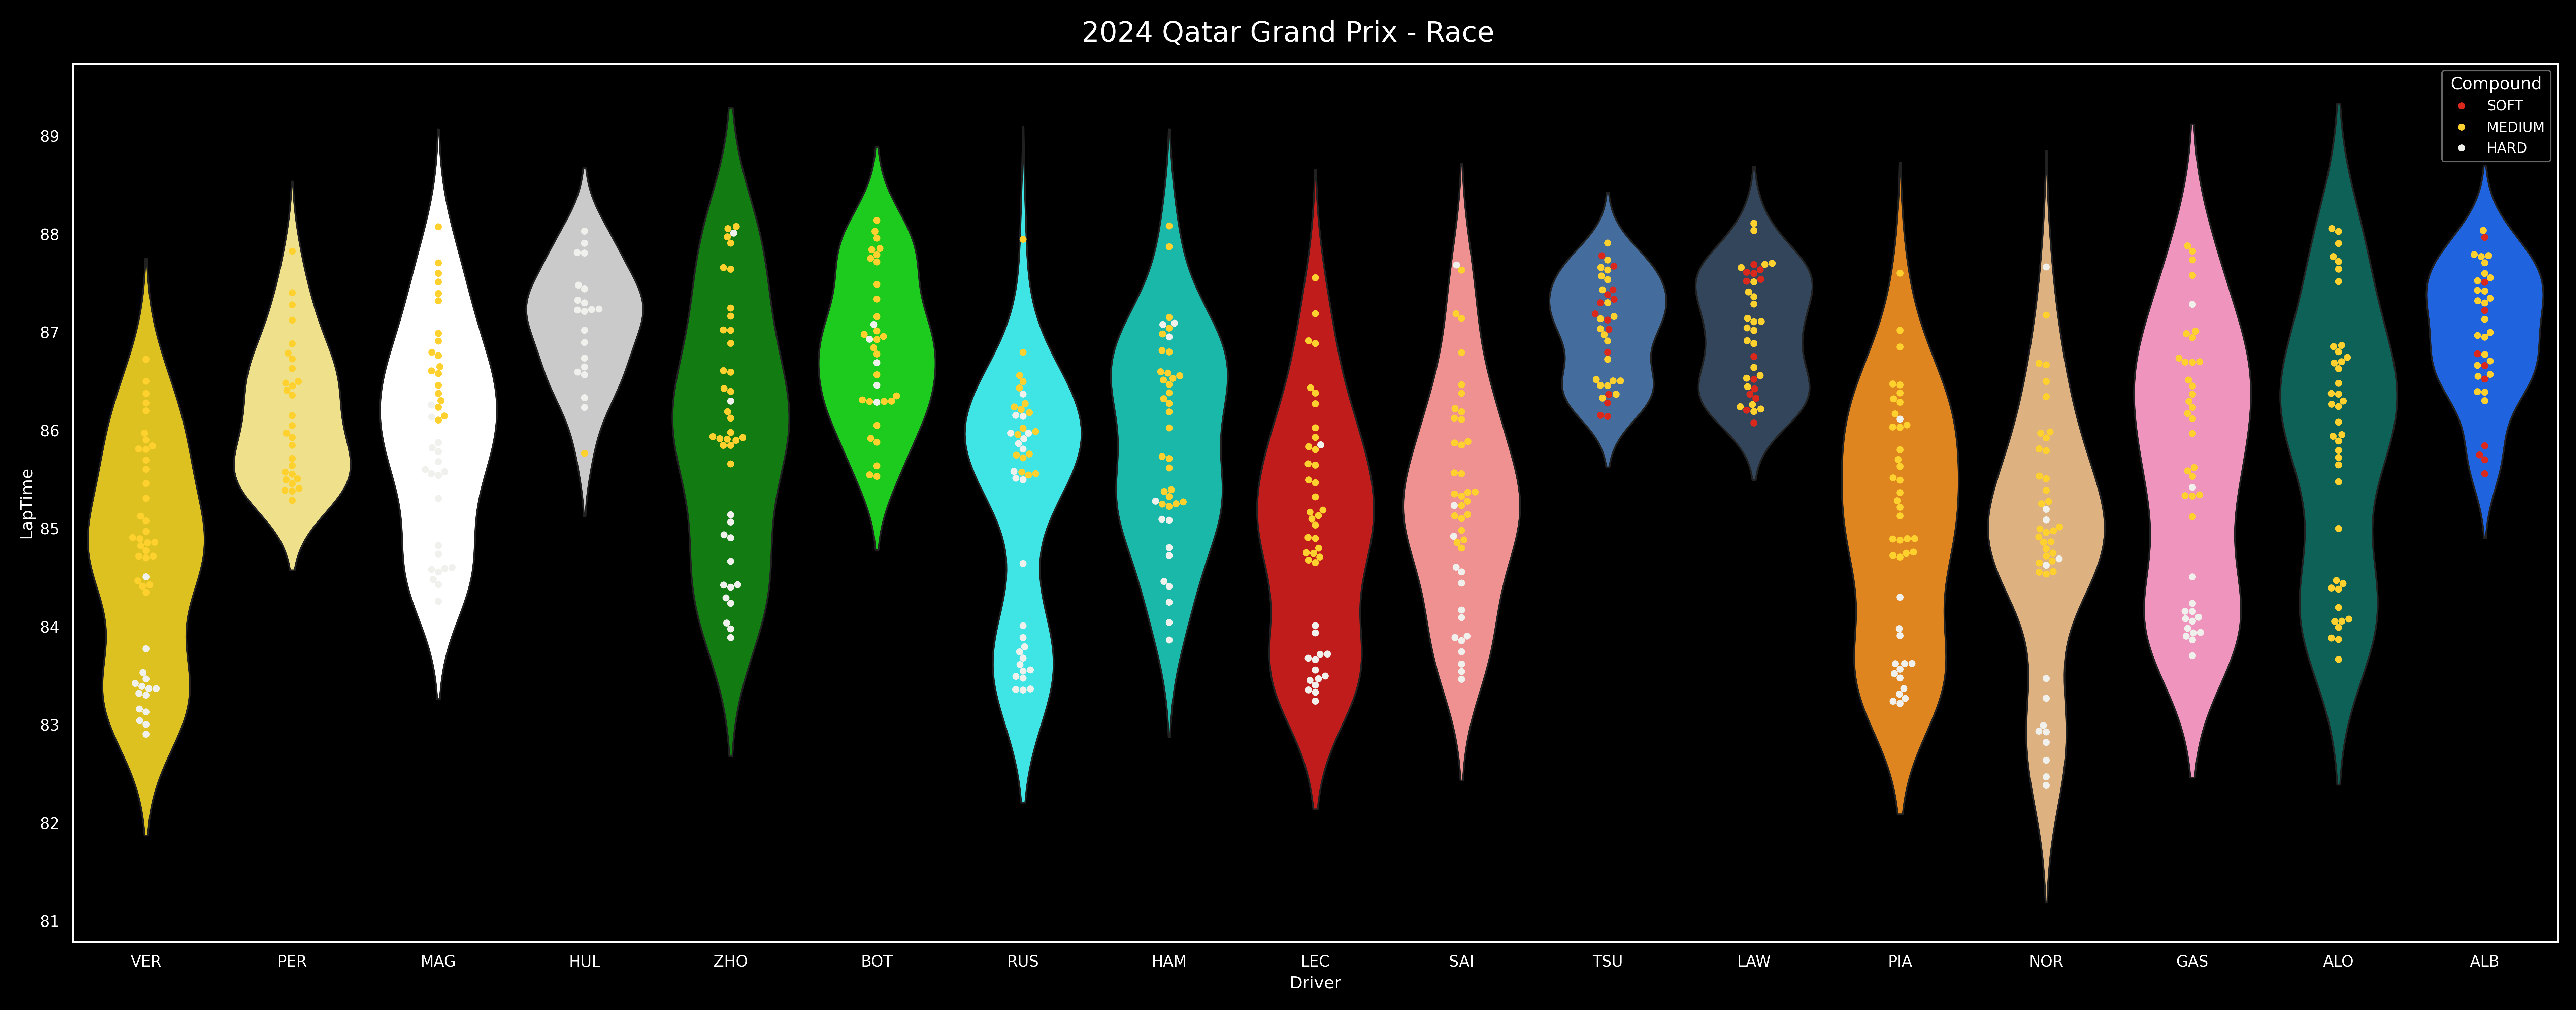 2024 Qatar Grand Prix - Race
Compound
SOFT
MEDIUM
HARD
LapTime
89
88
87
86
85
84
83
82
81
VER PER MAG HUL ZHO BOT RUS HAM LEC SAI TSU LAW PIA NOR GAS ALO ALB
Driver